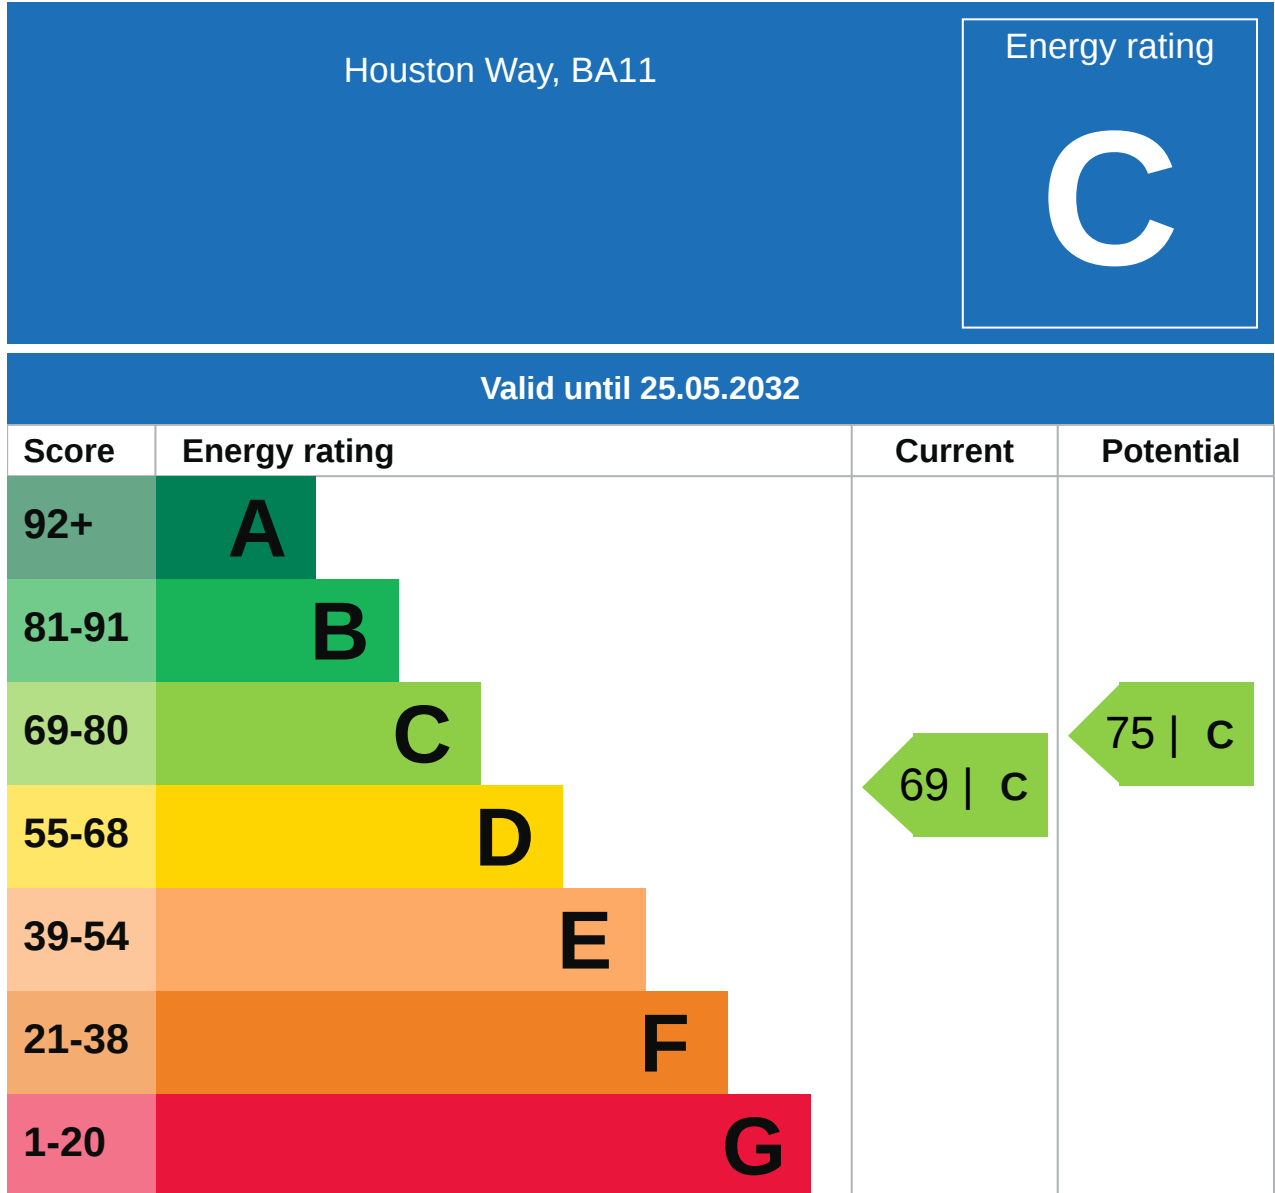 Houston Way, BA11
Energy rating
C
Valid until 25.05.2032
Score Energy rating Current Potential
92+ A
81-91 B
69-80 C 75 | C
69 | C
55-68 D
39-54 E
21-38 F
1-20 G